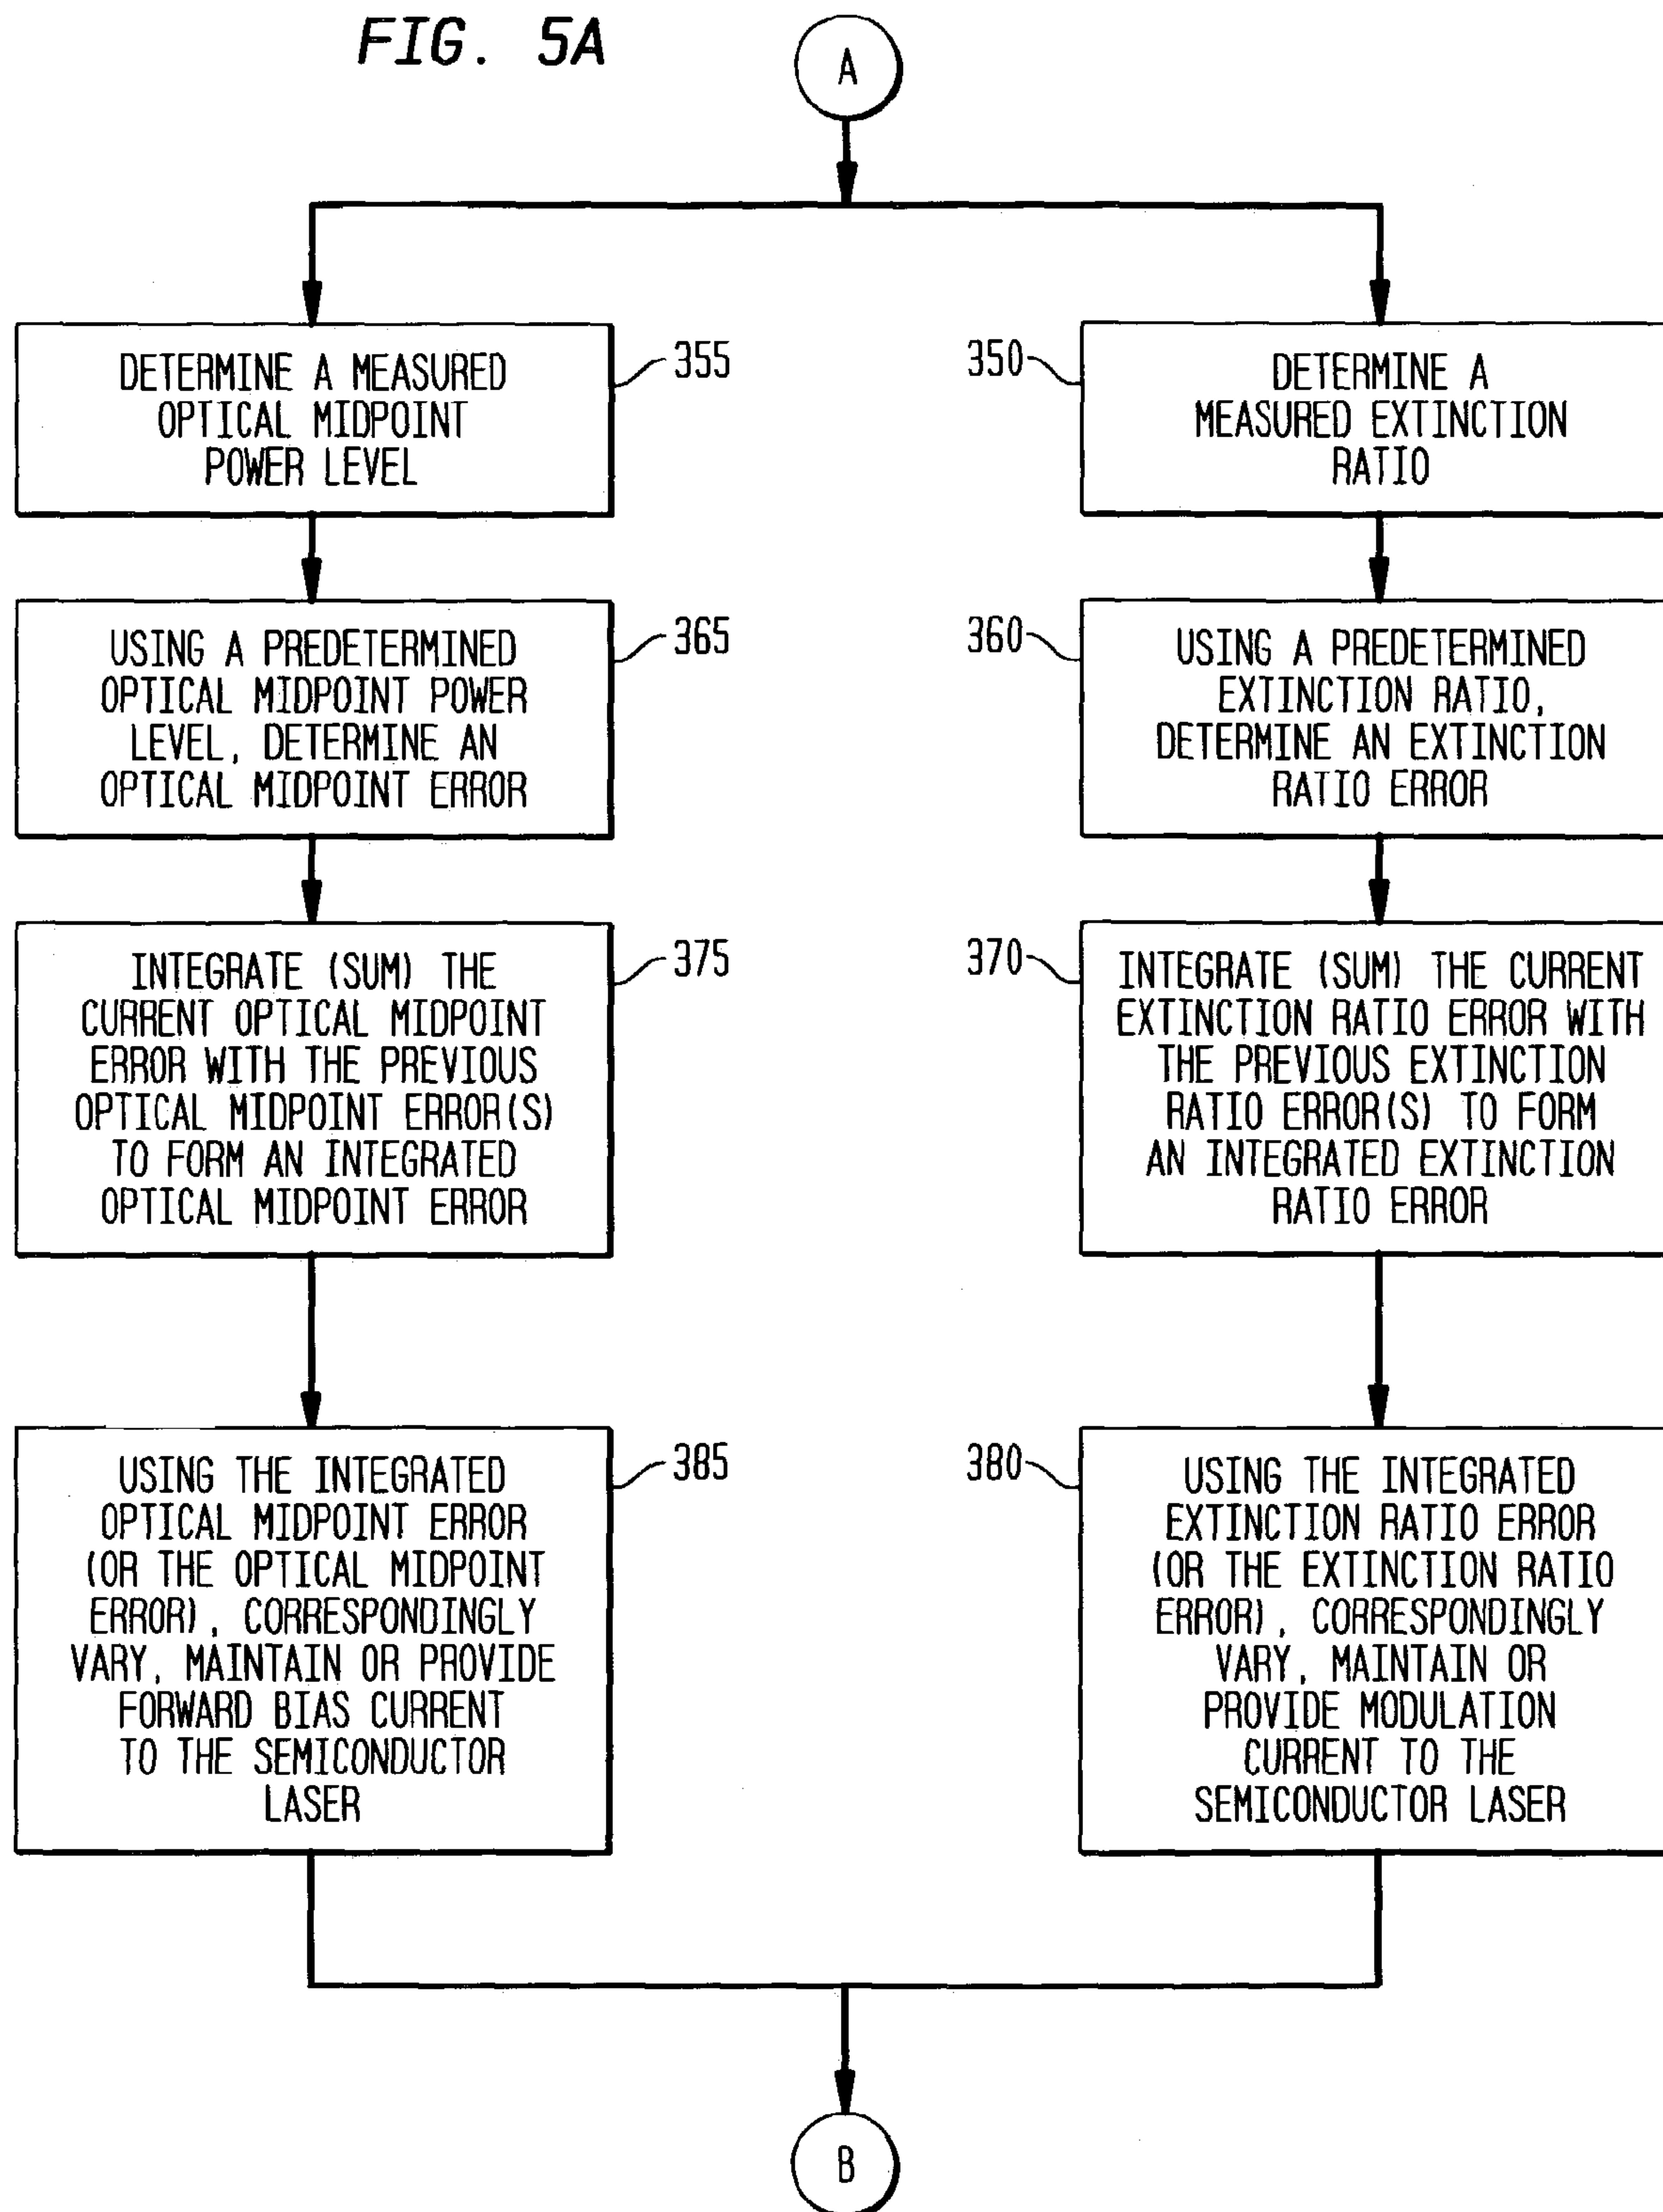 FIG. 5A
A
DETERMINE A MEASURED
OPTICAL MIDPOINT
POWER LEVEL
355
350
DETERMINE A
MEASURED EXTINCTION
RATIO
USING A PREDETERMINED
OPTICAL MIDPOINT POWER
LEVEL, DETERMINE AN
OPTICAL MIDPOINT ERROR
365
360
USING A PREDETERMINED
EXTINCTION RATIO,
DETERMINE AN EXTINCTION
RATIO ERROR
INTEGRATE (SUM) THE
CURRENT OPTICAL MIDPOINT
ERROR WITH THE PREVIOUS
OPTICAL MIDPOINT ERROR(S)
TO FORM AN INTEGRATED
OPTICAL MIDPOINT ERROR
375
370
INTEGRATE (SUM) THE CURRENT
EXTINCTION RATIO ERROR WITH
THE PREVIOUS EXTINCTION
RATIO ERROR(S) TO FORM
AN INTEGRATED EXTINCTION
RATIO ERROR
USING THE INTEGRATED
OPTICAL MIDPOINT ERROR
(OR THE OPTICAL MIDPOINT
ERROR), CORRESPONDINGLY
VARY, MAINTAIN OR PROVIDE
FORWARD BIAS CURRENT
TO THE SEMICONDUCTOR
LASER
385
380
USING THE INTEGRATED
EXTINCTION RATIO ERROR
(OR THE EXTINCTION RATIO
ERROR), CORRESPONDINGLY
VARY, MAINTAIN OR
PROVIDE MODULATION
CURRENT TO THE
SEMICONDUCTOR LASER
B